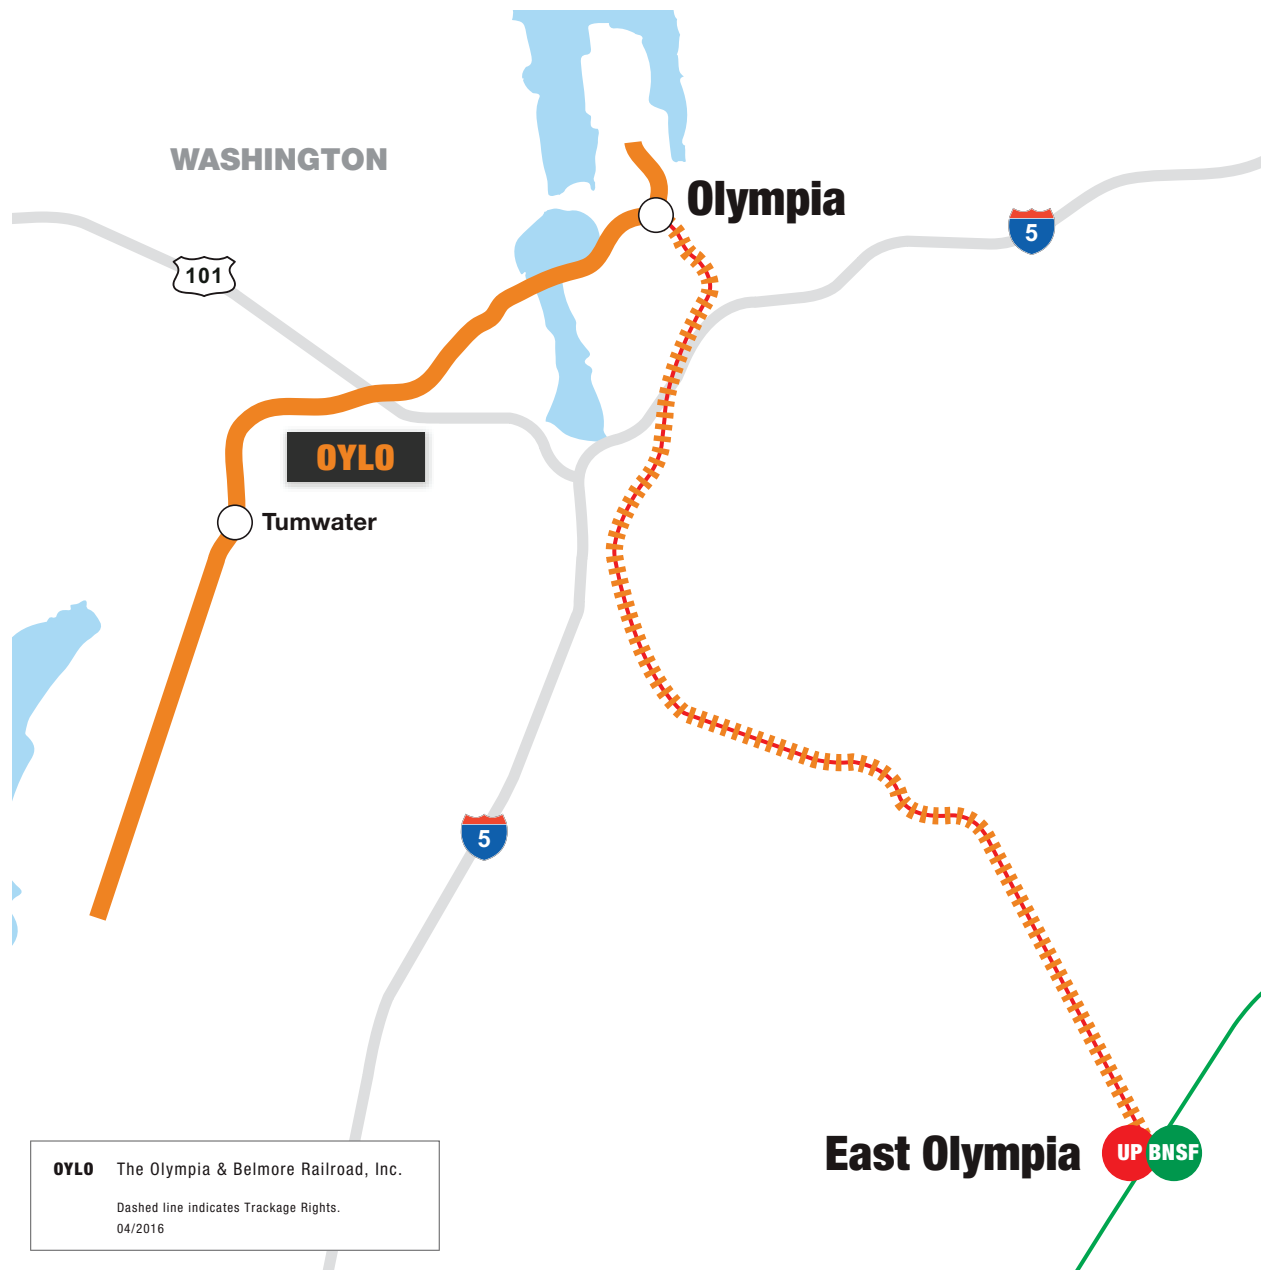 WASHINGTON
Olympia
5
101
OYLO
Tumwater
5
East Olympia
UP BNSF
OYLO The Olympia & Belmore Railroad, Inc.
Dashed line indicates Trackage Rights.
04/2016